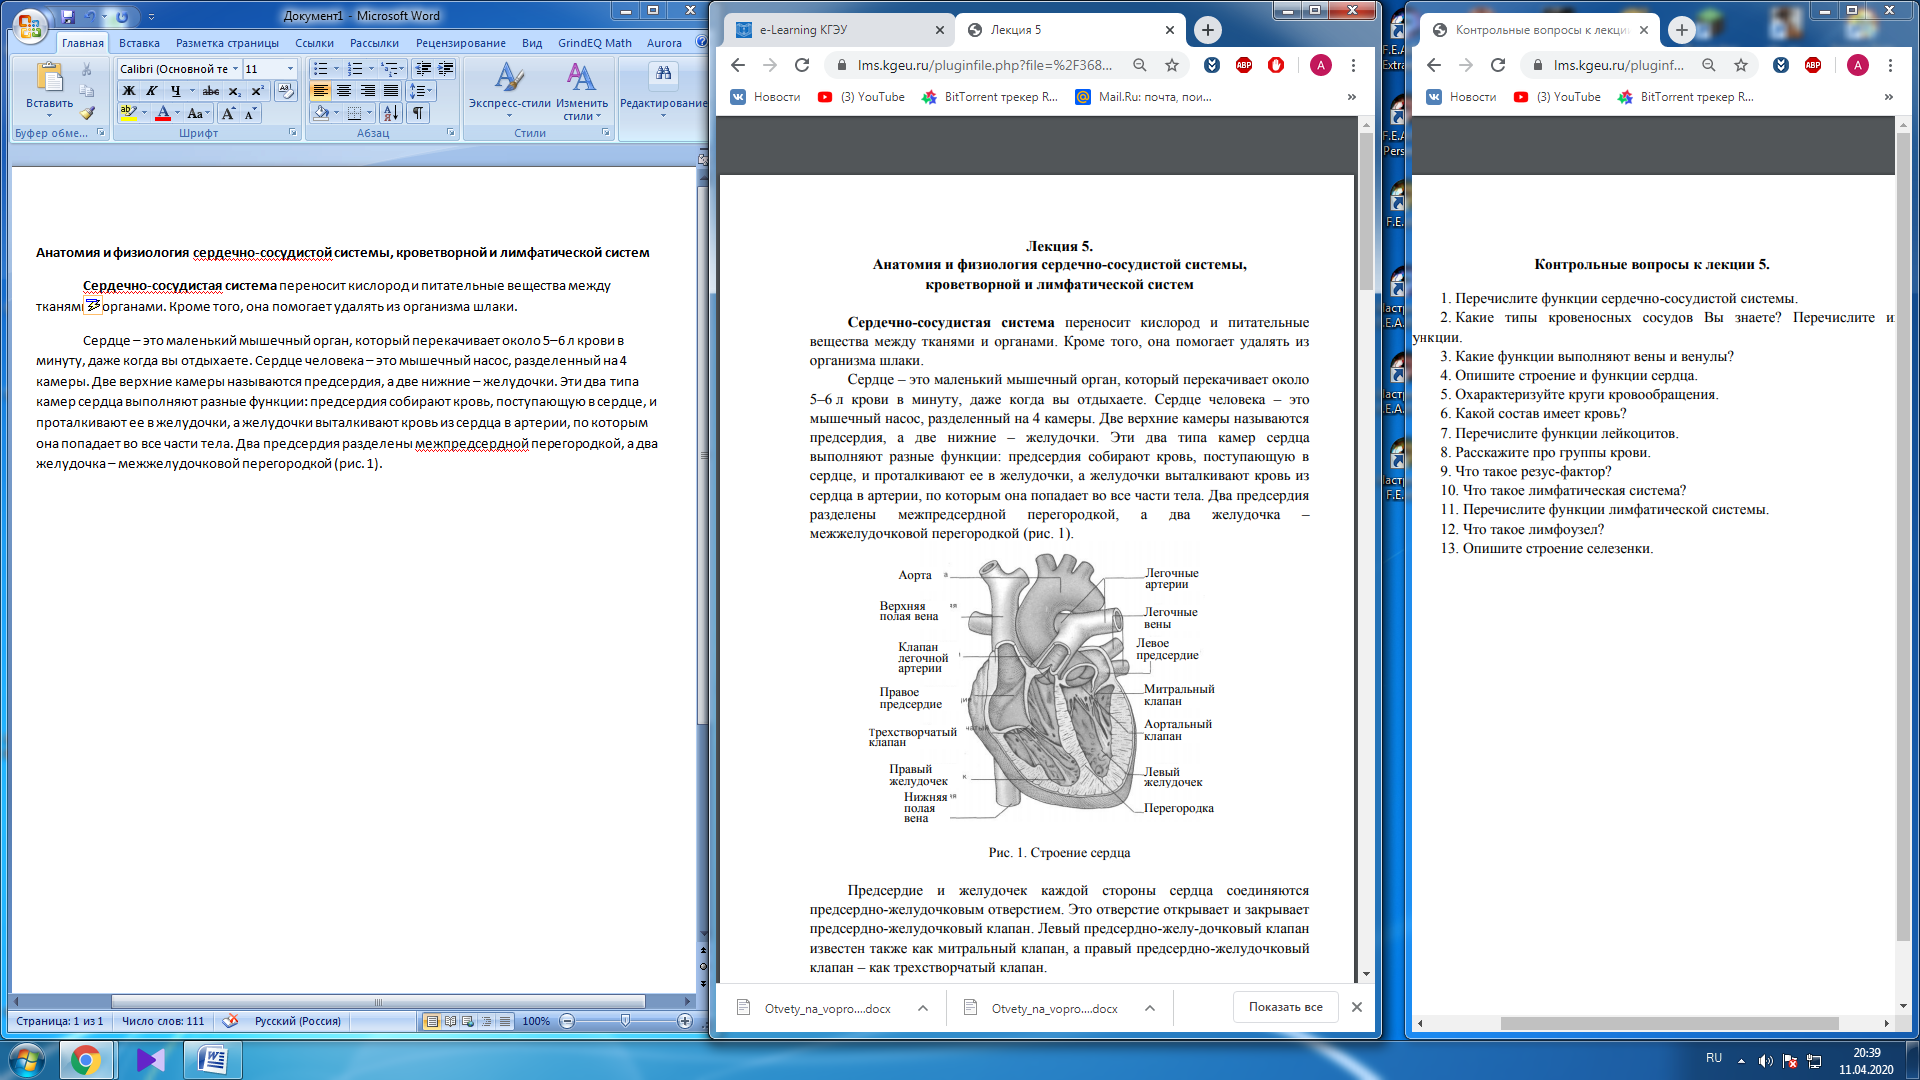 Документ1 - Microsoft Word
Главная
Вставка
Разметка страницы
Ссылки
Рассылки
Рецензирование
Вид
GrindEQ Math
Aurora
Вставить
Calibri (Основной те
11
Экспресс-стили
Изменить стили
Редактирование
Буфер обме...
Шрифт
Абзац
Стили
Анатомия и физиология сердечно-сосудистой системы, кроветворной и лимфатической систем
Сердечно-сосудистая система переносит кислород и питательные вещества между
органами. Кроме того, она помогает удалять из организма шлаки.
Сердце – это маленький мышечный орган, который перекачивает около 5–6 л крови в
минуту, даже когда вы отдыхаете. Сердце человека – это мышечный насос, разделенный на 4
камеры. Две верхние камеры называются предсердия, а две нижние – желудочки. Эти два типа
камер сердца выполняют разные функции: предсердия собирают кровь, поступающую в сердце, и
проталкивают ее в желудочки, а желудочки выталкивают кровь из сердца в артерии, по которым
она попадает во все части тела. Два предсердия разделены межпредсердной перегородкой, а два
желудочка – межжелудочковой перегородкой (рис. 1).
Страница: 1 из 1
Число слов: 111
Русский (Россия)
100%
e-Learning КГЭУ
Лекция 5
lms.kgeu.ru/pluginfile.php?file=%2F368...
Новости
(3) YouTube
BitTorrent трекер R...
Mail.Ru: почта, пои...
Лекция 5.
Анатомия и физиология сердечно-сосудистой системы,
кроветворной и лимфатической систем
Сердечно-сосудистая система переносит кислород и питательные
вещества между тканями и органами. Кроме того, она помогает удалять из
организма шлаки.
Сердце – это маленький мышечный орган, который перекачивает около
5–6 л крови в минуту, даже когда вы отдыхаете. Сердце человека – это
мышечный насос, разделенный на 4 камеры. Две верхние камеры называются
предсердия, а две нижние – желудочки. Эти два типа камер сердца
выполняют разные функции: предсердия собирают кровь, поступающую в
сердце, и проталкивают ее в желудочки, а желудочки выталкивают кровь из
сердца в артерии, по которым она попадает во все части тела. Два предсердия
разделены межпредсердной перегородкой, а два желудочка –
межжелудочковой перегородкой (рис. 1).
Аорта
Верхняя
полая вена
Клапан
легочной
артерии
Правое
предсердие
Трехстворчатый
клапан
Правый
желудочек
Нижняя
полая
вена
Легочные
артерии
Легочные
вены
Левое
предсердие
Митральный
клапан
Аортальный
клапан
Левый
желудочек
Перегородка
Рис. 1. Строение сердца
Предсердие и желудочек каждой стороны сердца соединяются
предсердно-желудочковым отверстием. Это отверстие открывает и закрывает
предсердно-желудочковый клапан. Левый предсердно-желу-дочковый клапан
известен также как митральный клапан, а правый предсердно-желудочковый
клапан – как трехстворчатый клапан.
Otvety_na_vopro....docx
Otvety_na_vopro....docx
Показать все
Контрольные вопросы к лекци
lms.kgeu.ru/pluginf...
Новости
(3) YouTube
BitTorrent трекер R...
Контрольные вопросы к лекции 5.
1. Перечислите функции сердечно-сосудистой системы.
2. Какие типы кровеносных сосудов Вы знаете? Перечислите и
ункции.
3. Какие функции выполняют вены и венулы?
4. Опишите строение и функции сердца.
5. Охарактеризуйте круги кровообращения.
6. Какой состав имеет кровь?
7. Перечислите функции лейкоцитов.
8. Расскажите про группы крови.
9. Что такое резус-фактор?
10. Что такое лимфатическая система?
11. Перечислите функции лимфатической системы.
12. Что такое лимфоузел?
13. Опишите строение селезенки.
RU
20:39
11.04.2020